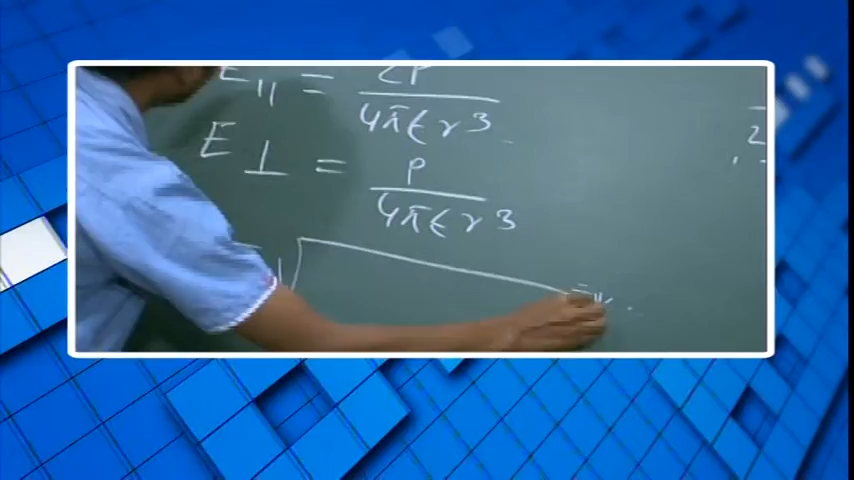 E∥ = 2P / 4πϵr³
E⊥ = P / 4πϵr³
E∥